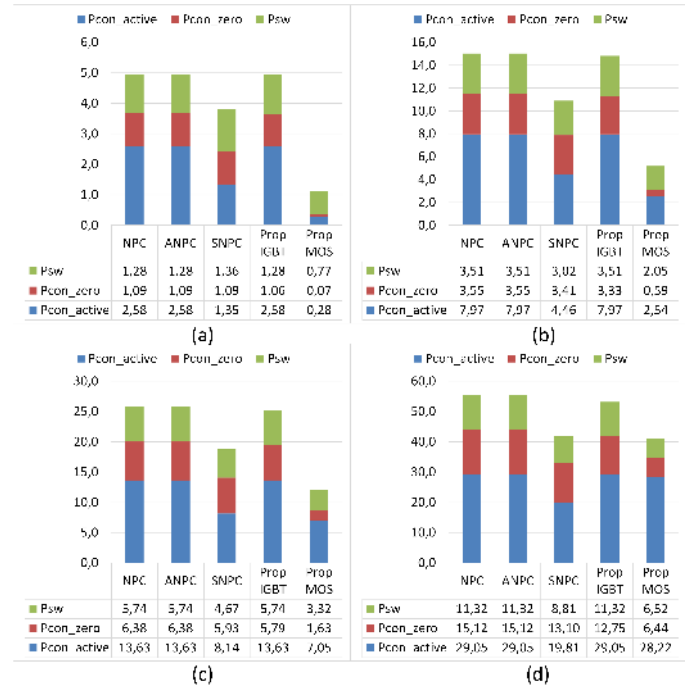 Pcon_active Pcon_zero Psw
6,0
5,0
4,0
3,0
2,0
1,0
0,0
NPC ANPC SNPC Prop IGBT Prop MOS
Psw 1,28 1,28 1,36 1,28 0,77
Pcon_zero 1,09 1,09 1,09 1,06 0,07
Pcon_active 2,58 2,58 1,35 2,58 0,28
(a)
Pcon_active Pcon_zero Psw
16,0
14,0
12,0
10,0
8,0
6,0
4,0
2,0
0,0
NPC ANPC SNPC Prop IGBT Prop MOS
Psw 3,51 3,51 3,02 3,51 2,05
Pcon_zero 3,55 3,55 3,41 3,33 0,59
Pcon_active 7,97 7,97 4,46 7,97 2,54
(b)
Pcon_active Pcon_zero Psw
30,0
25,0
20,0
15,0
10,0
5,0
0,0
NPC ANPC SNPC Prop IGBT Prop MOS
Psw 5,74 5,74 4,67 5,74 3,32
Pcon_zero 6,38 6,38 5,93 5,79 1,63
Pcon_active 13,63 13,63 8,14 13,63 7,05
(c)
Pcon_active Pcon_zero Psw
60,0
50,0
40,0
30,0
20,0
10,0
0,0
NPC ANPC SNPC Prop IGBT Prop MOS
Psw 11,32 11,32 8,81 11,32 6,52
Pcon_zero 15,12 15,12 13,10 12,75 6,44
Pcon_active 29,05 29,05 19,81 29,05 28,22
(d)